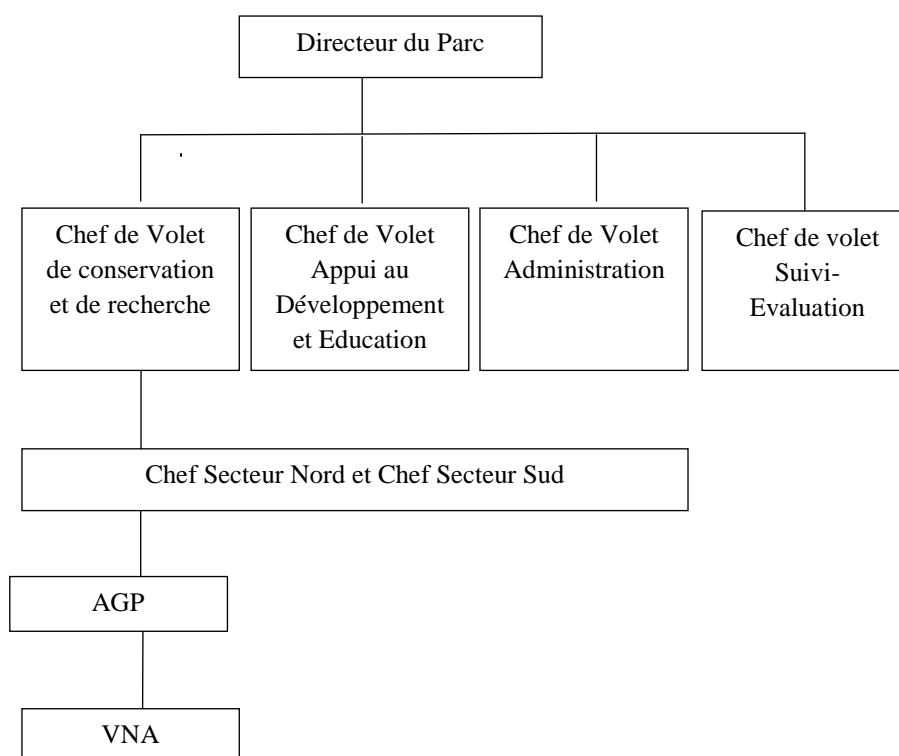 Directeur du Parc
Chef de Volet
de conservation
et de recherche
Chef de Volet
Appui au
Développement
et Education
Chef de Volet
Administration
Chef de volet
Suivi-
Evaluation
Chef Secteur Nord et Chef Secteur Sud
AGP
VNA